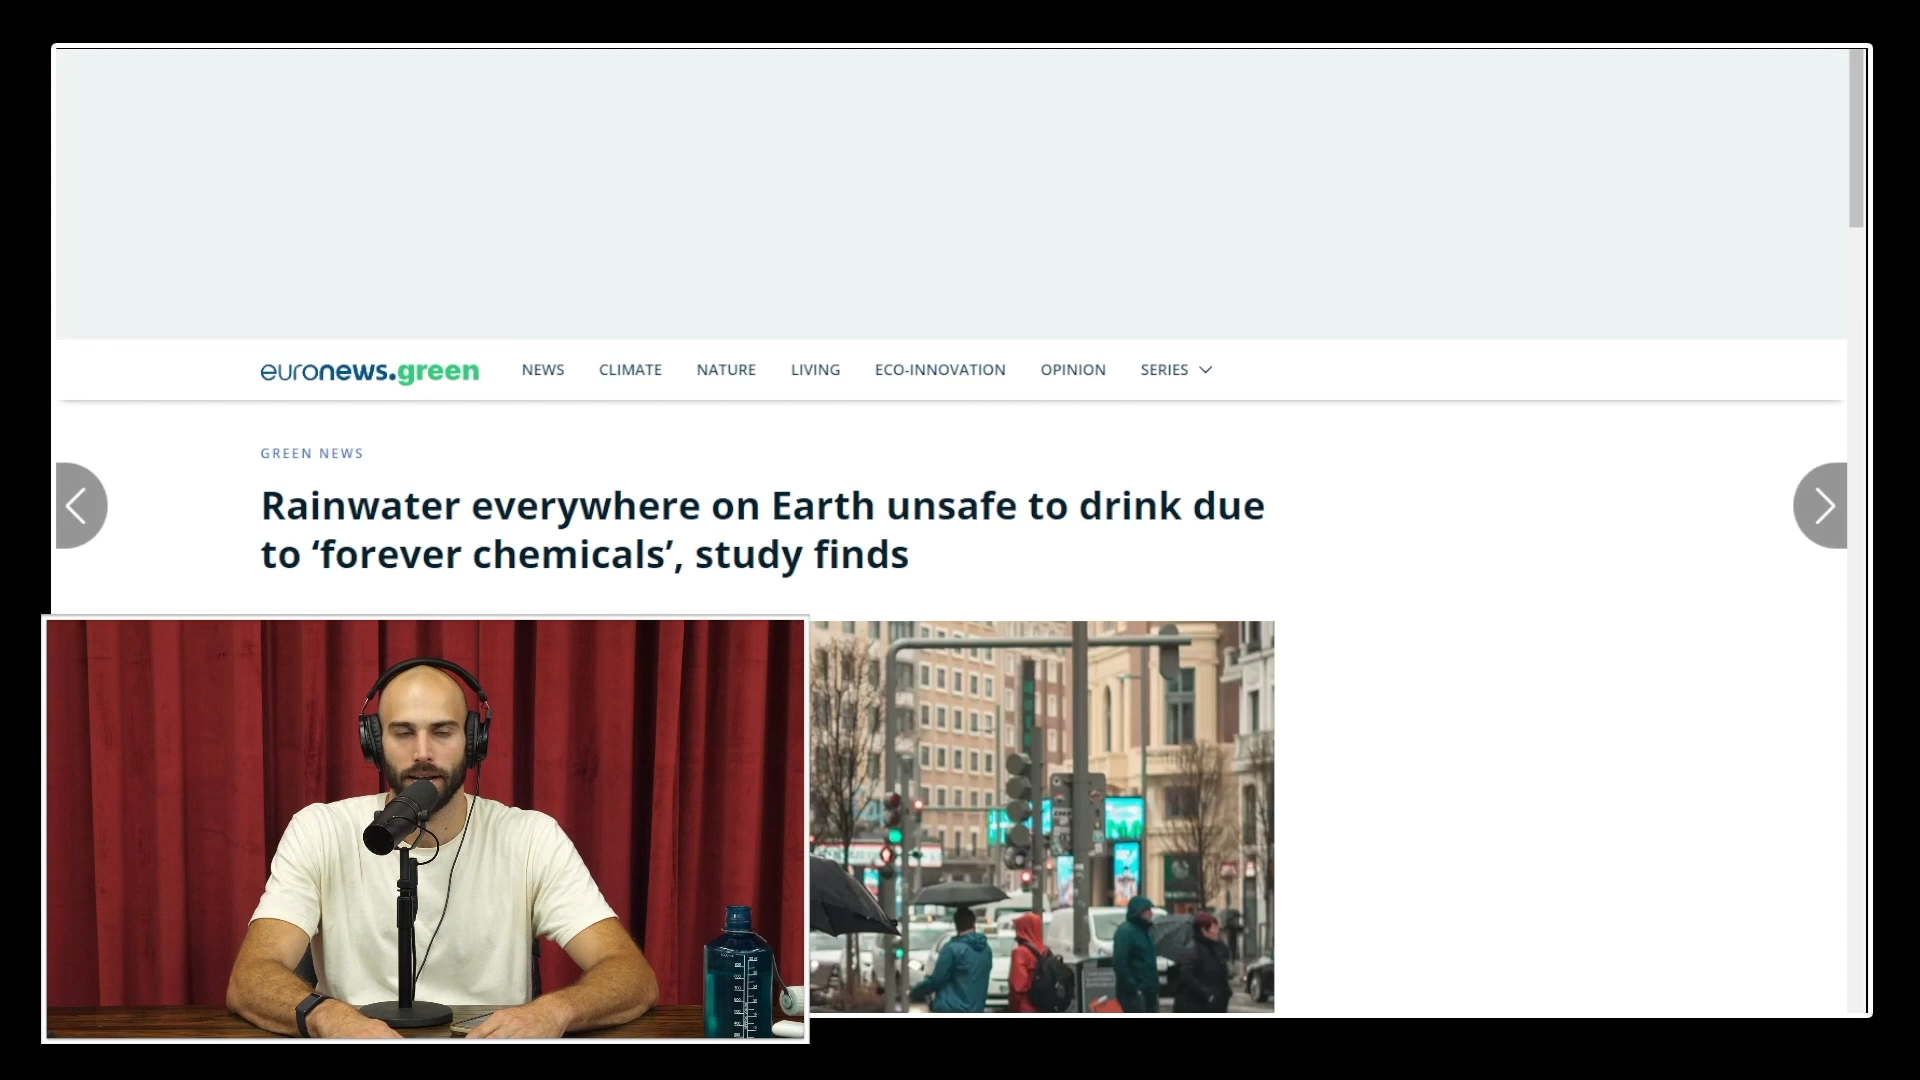 euronews.green NEWS CLIMATE NATURE LIVING ECO-INNOVATION OPINION SERIES
GREEN NEWS
Rainwater everywhere on Earth unsafe to drink due
to ‘forever chemicals’, study finds